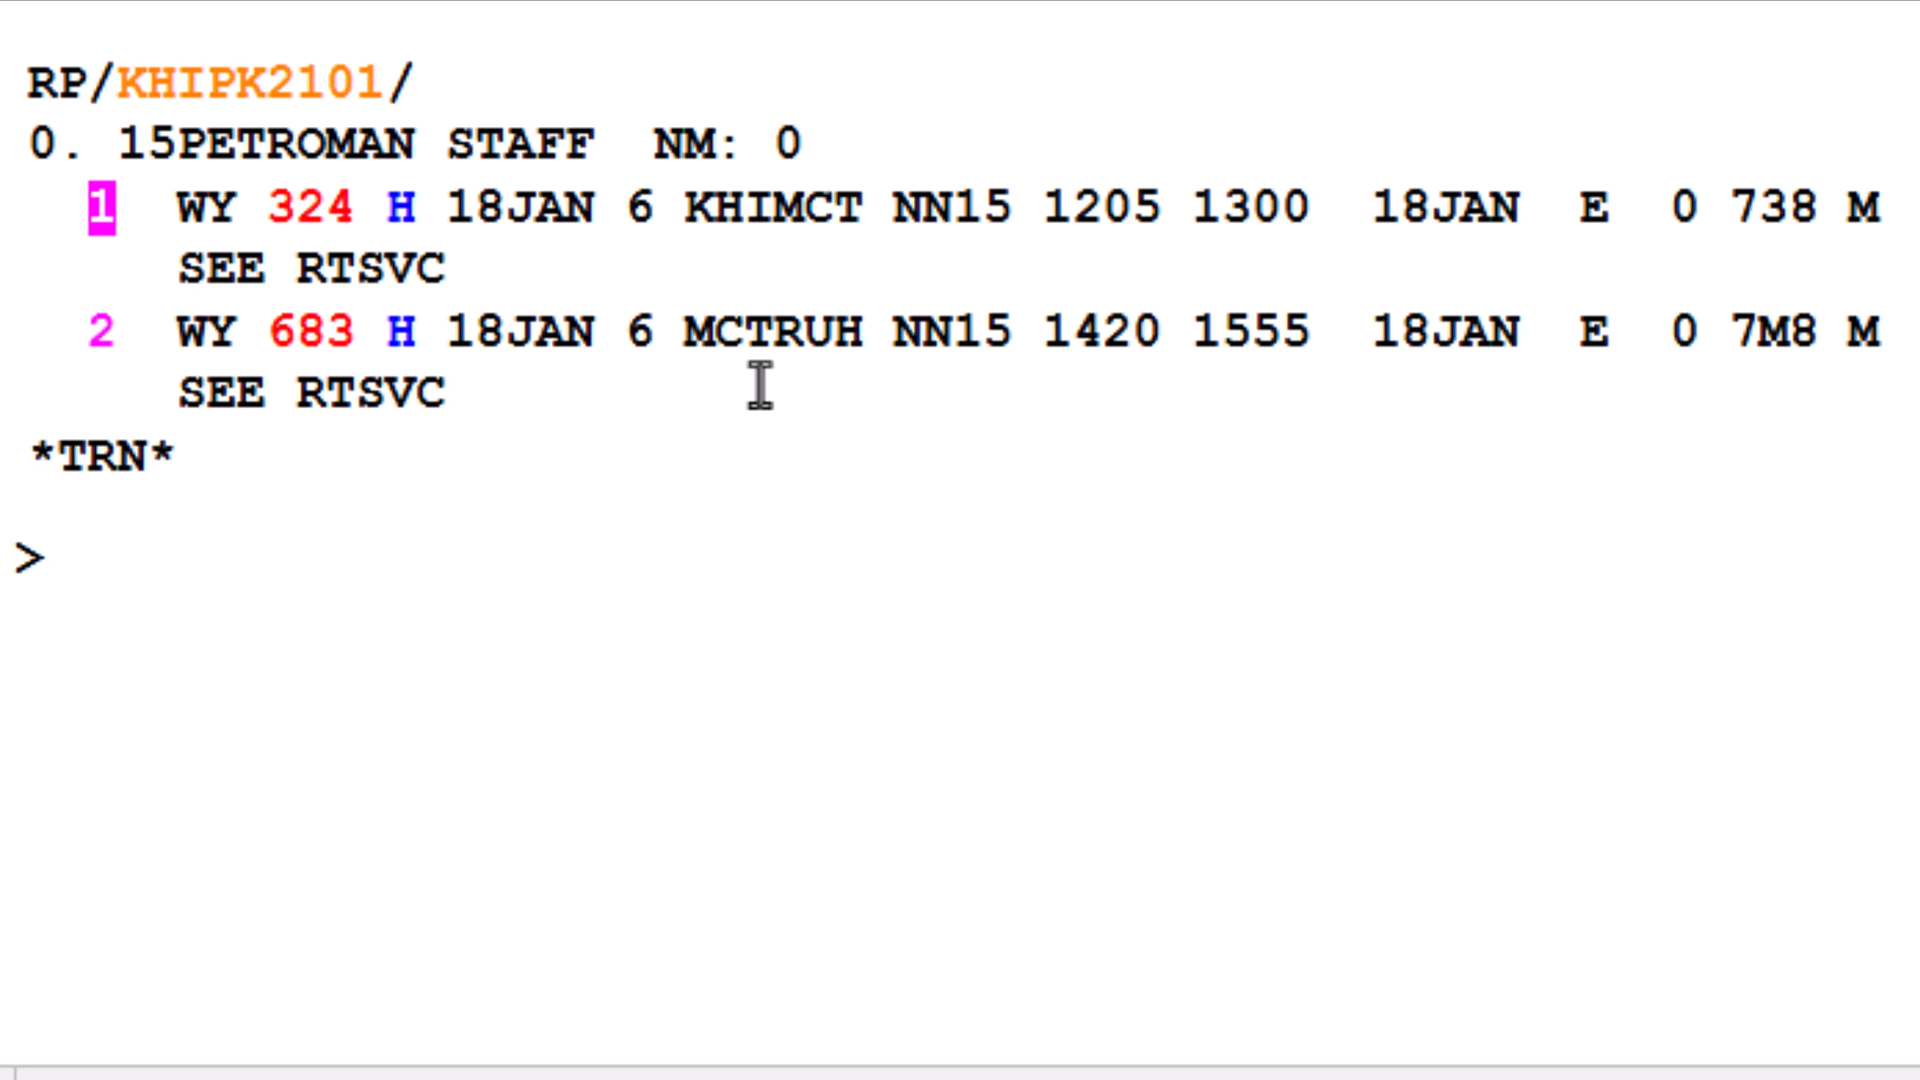 RP/KHIPK2101/
0. 15PETROMAN STAFF NM: 0
1 WY 324 H 18JAN 6 KHIMCT NN15 1205 1300 18JAN E 0 738 M
SEE RTSVC
2 WY 683 H 18JAN 6 MCTRUH NN15 1420 1555 18JAN E 0 7M8 M
SEE RTSVC
*TRN*
>